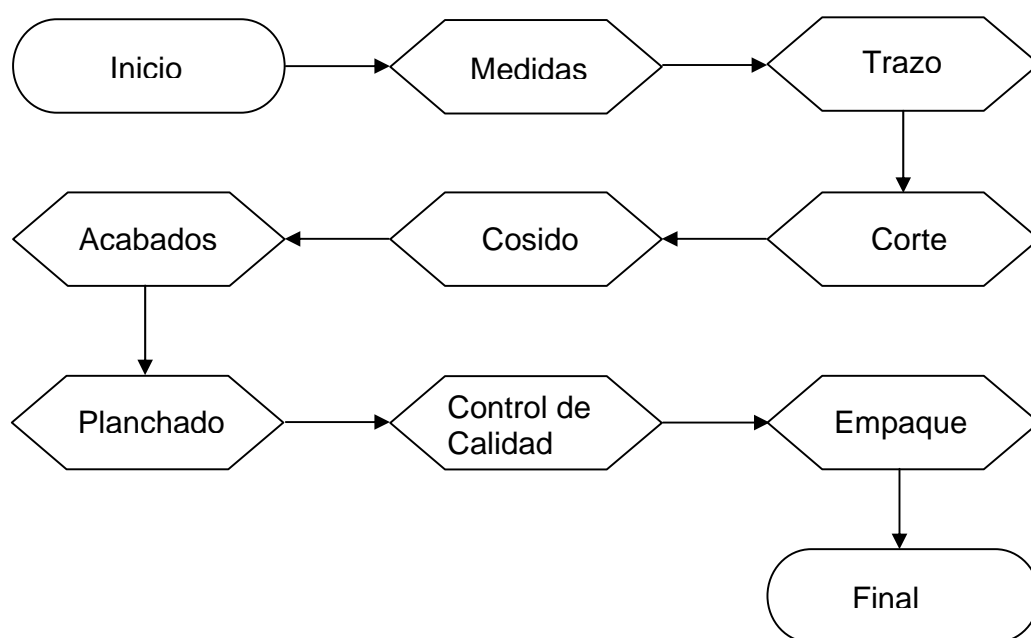 Inicio
Medidas
Trazo
Corte
Cosido
Acabados
Planchado
Control de
Calidad
Empaque
Final